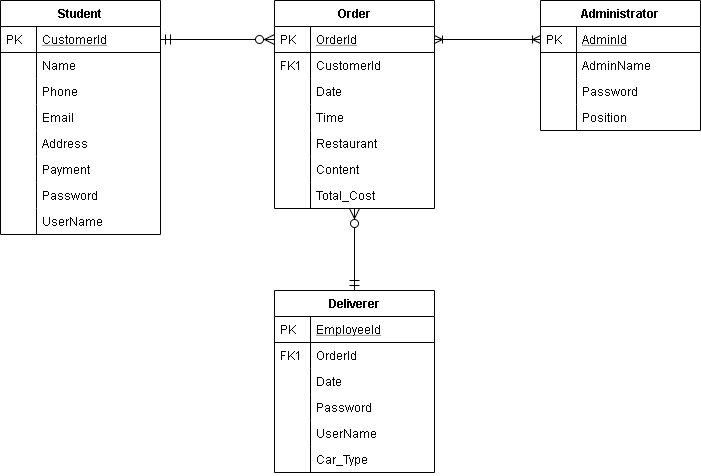 Student
PK CustomerId
Name
Phone
Email
Address
Payment
Password
UserName
Order
PK OrderId
FK1 CustomerId
Date
Time
Restaurant
Content
Total_Cost
Administrator
PK AdminId
AdminName
Password
Position
Deliverer
PK EmployeeId
FK1 OrderId
Date
Password
UserName
Car_Type